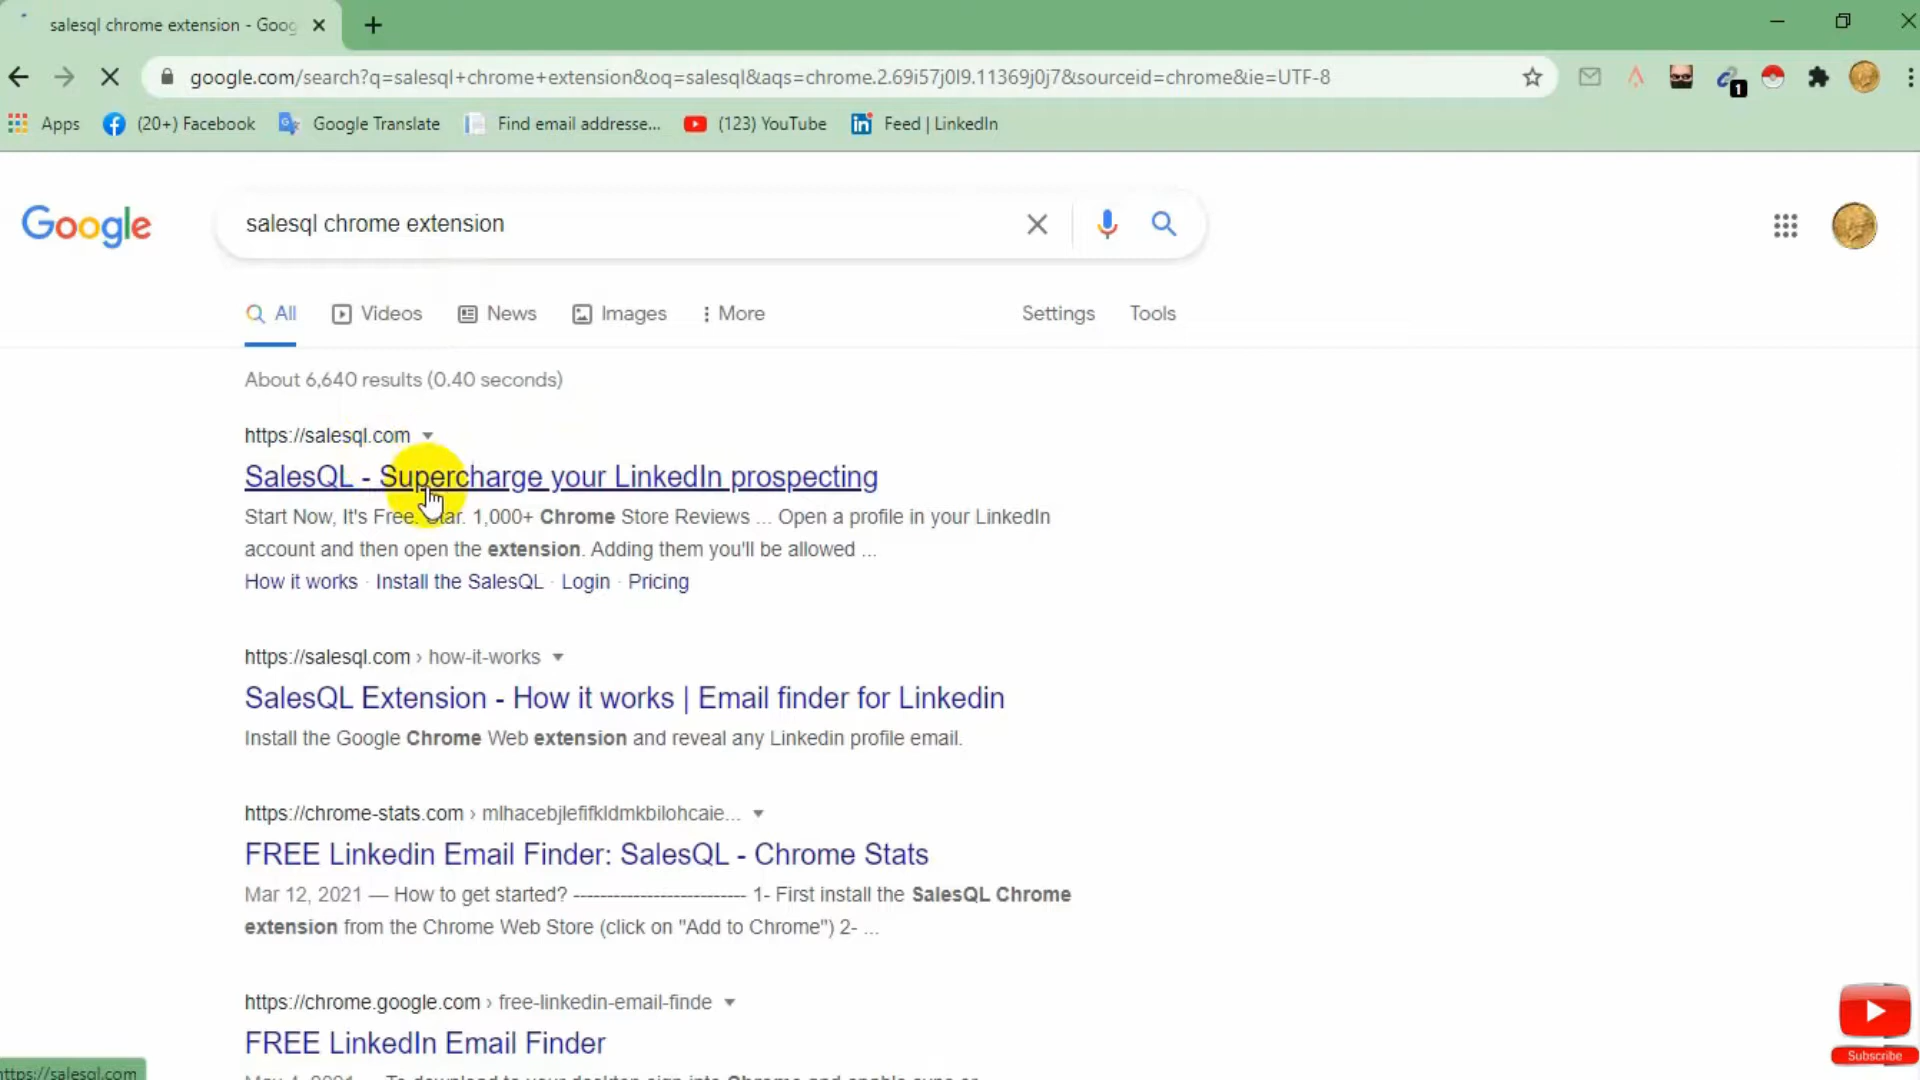 salesql chrome extension - Goog
google.com/search?q=salesql+chrome+extension&oq=salesql&aqs=chrome.2.69i57j0l9.11369j0j7&sourceid=chrome&ie=UTF-8
1
Apps (20+) Facebook Google Translate Find email addresse... (123) YouTube Feed | LinkedIn
Google
salesql chrome extension
All Videos News Images More Settings Tools
About 6,640 results (0.40 seconds)
https://salesql.com
SalesQL - Supercharge your LinkedIn prospecting
Start Now, It's Free. Star. 1,000+ Chrome Store Reviews ... Open a profile in your LinkedIn
account and then open the extension. Adding them you'll be allowed ...
How it works · Install the SalesQL · Login · Pricing
https://salesql.com › how-it-works
SalesQL Extension - How it works | Email finder for Linkedin
Install the Google Chrome Web extension and reveal any Linkedin profile email.
https://chrome-stats.com › mlhacebjlefifkldmkbilohcaie...
FREE Linkedin Email Finder: SalesQL - Chrome Stats
Mar 12, 2021 — How to get started? --------------------------- 1- First install the SalesQL Chrome
extension from the Chrome Web Store (click on "Add to Chrome") 2- ...
https://chrome.google.com › free-linkedin-email-finde
FREE LinkedIn Email Finder
Subscribe
https://salesql.com